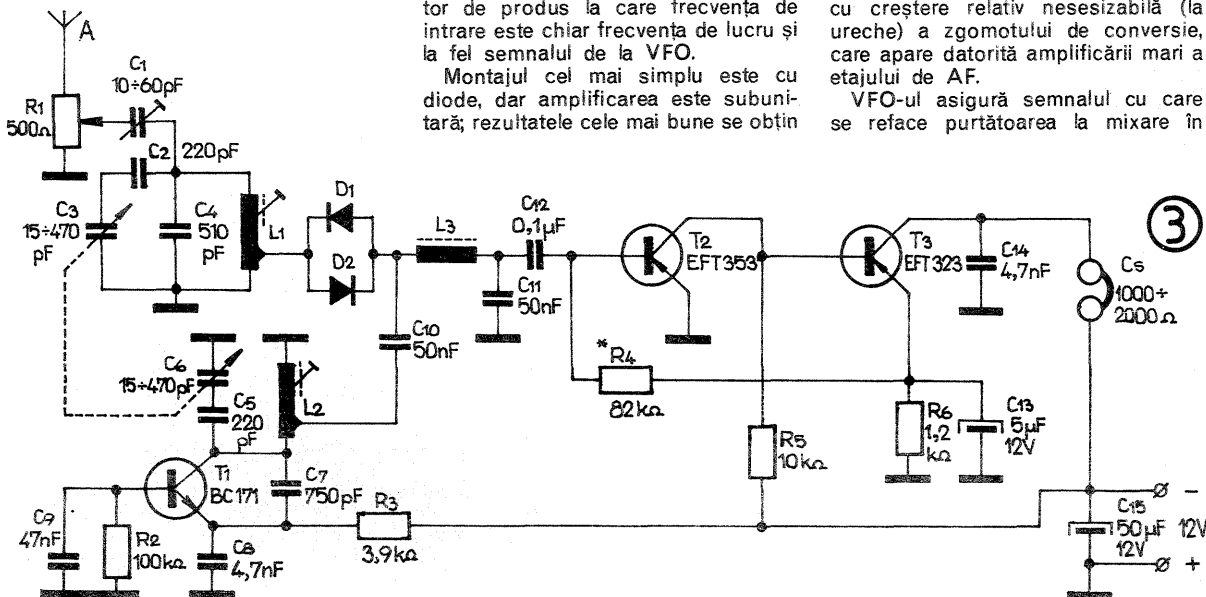 tor de produs la care frecvența de
intrare este chiar frecvența de lucru și
la fel semnalul de la VFO.
Montajul cel mai simplu este cu
diode, dar amplificarea este subuni-
tară; rezultatele cele mai bune se obțin
cu creștere relativ nesesizabilă (la
ureche) a zgomotului de conversie,
care apare datorită amplificării mari a
etajului de AF.
VFO-ul asigură semnalul cu care
se reface purtătoarea la mixare în
A
C1
10÷60pF
R1
500Ω
C2
220pF
C3
15÷470
pF
C4
510
pF
L1
D1
D2
L3
C12
0,1µF
C11
50nF
C10
50nF
T2
EFT353
T3
EFT323
C14
4,7nF
Cs
1000÷
2000Ω
3
C6
15÷470pF
C5
220
pF
L2
*R4
82kΩ
R5
10kΩ
R6
1,2
kΩ
C13
5µF
12V
T1
BC171
C7
750pF
R3
3,9kΩ
C9
47nF
R2
100kΩ
C8
4,7nF
C15
50µF
12V
-
12V
+